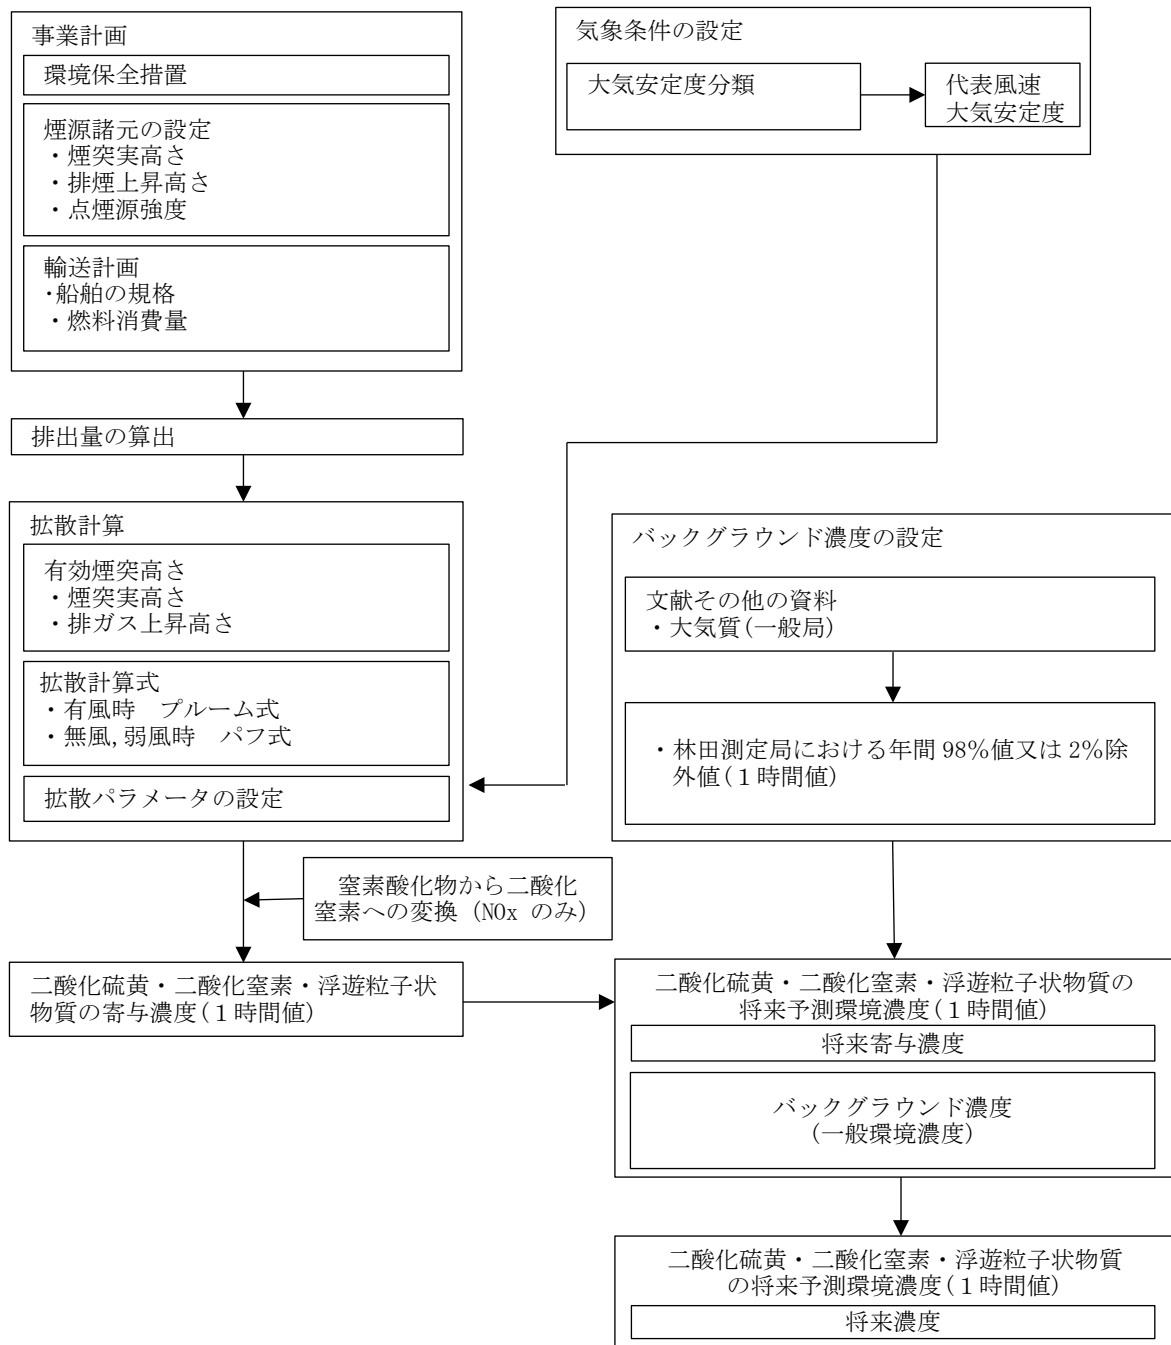 事業計画
環境保全措置
煙源諸元の設定
・煙突実高さ
・排煙上昇高さ
・点煙源強度
輸送計画
・船舶の規格
・燃料消費量
気象条件の設定
大気安定度分類
代表風速
大気安定度
排出量の算出
拡散計算
有効煙突高さ
・煙突実高さ
・排ガス上昇高さ
拡散計算式
・有風時　プルーム式
・無風,弱風時　パフ式
拡散パラメータの設定
バックグラウンド濃度の設定
文献その他の資料
・大気質(一般局)
・林田測定局における年間 98%値又は 2%除
外値(１時間値)
窒素酸化物から二酸化
窒素への変換 (NOx のみ)
二酸化硫黄・二酸化窒素・浮遊粒子状
物質の寄与濃度(１時間値)
二酸化硫黄・二酸化窒素・浮遊粒子状物質の
将来予測環境濃度(１時間値)
将来寄与濃度
バックグラウンド濃度
(一般環境濃度)
二酸化硫黄・二酸化窒素・浮遊粒子状物質
の将来予測環境濃度(１時間値)
将来濃度